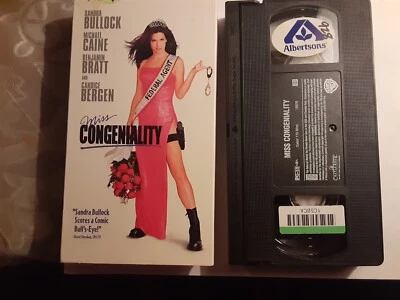 SANDRA
BULLOCK
MICHAEL
CAINE
BENJAMIN
BRATT
AND
CANDICE
BERGEN
FEDERAL AGENT
Miss
CONGENIALITY
"Sandra Bullock
Scores a Comic
Bull's-Eye!"
Albertsons
MISS CONGENIALITY